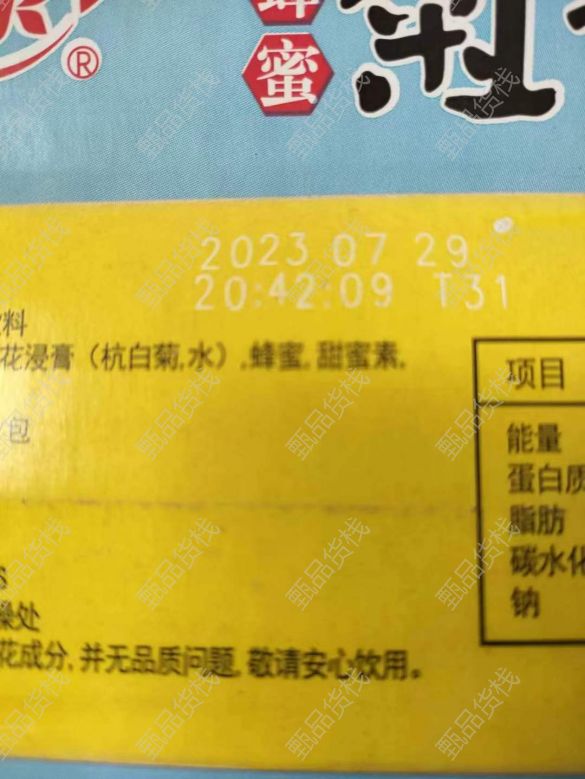 ®
蜂
蜜
菊
2023 07 29
20:42:09 T31
料
花浸膏（杭白菊,水）,蜂蜜,甜蜜素,
包
项目
能量
蛋白质
脂肪
碳水化
钠
S
燥处
花成分,并无品质问题,敬请安心饮用。
甄品货栈